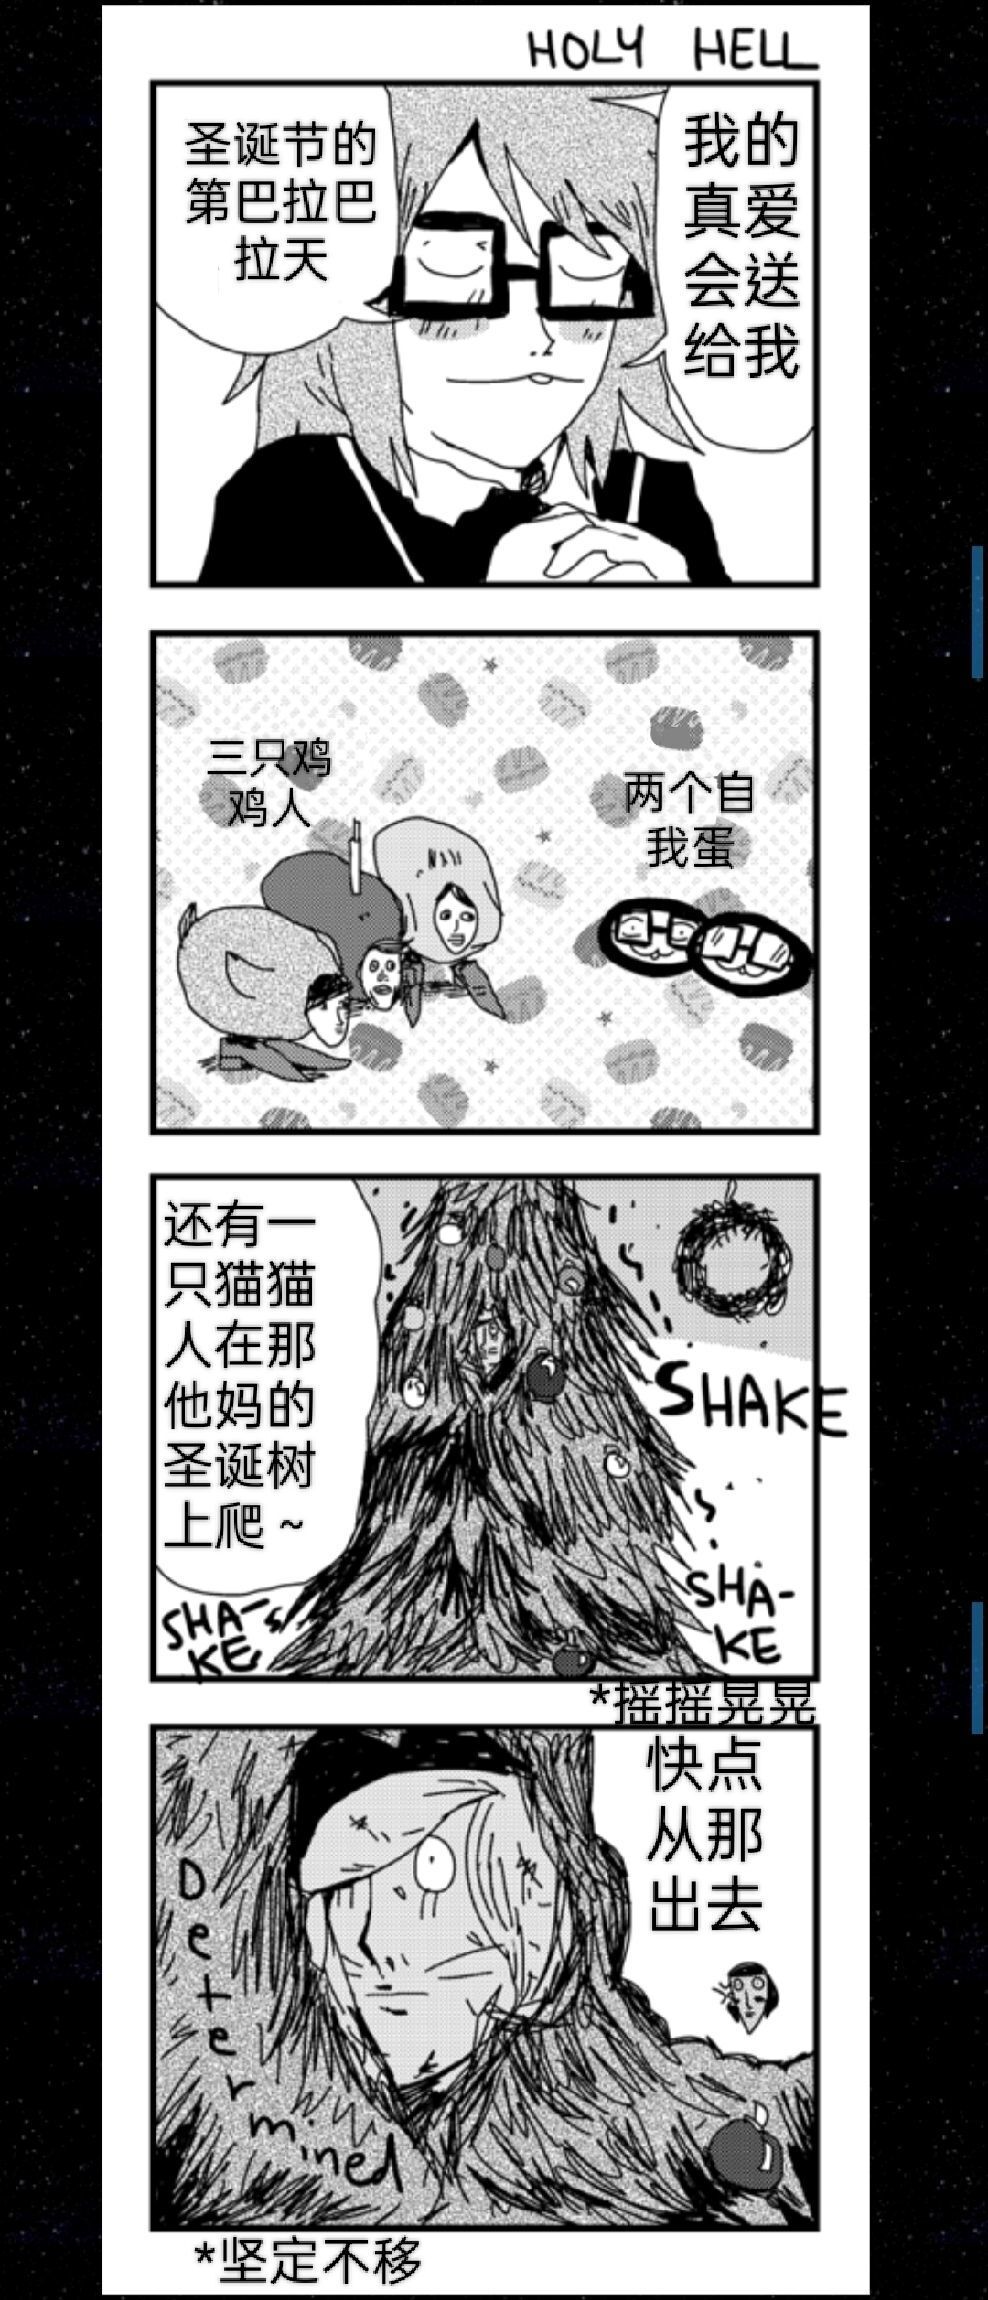 HOLY HELL
圣诞节的
第巴拉巴
拉天
我的
真爱
会送
给我
三只鸡
鸡人
两个自
我蛋
还有一
只猫猫
人在那
他妈的
圣诞树
上爬~
SHAKE
SHA-
KE
SHA-
KE
*摇摇晃晃
快点
从那
出去
Determined
*坚定不移